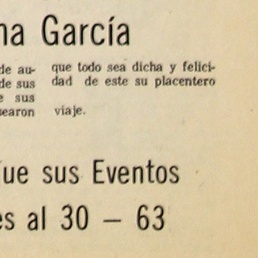 na García
de au-
de sus
e sus
searon
que todo sea dicha y felici-
dad de este su placentero
viaje.
ue sus Eventos
es al 30 – 63